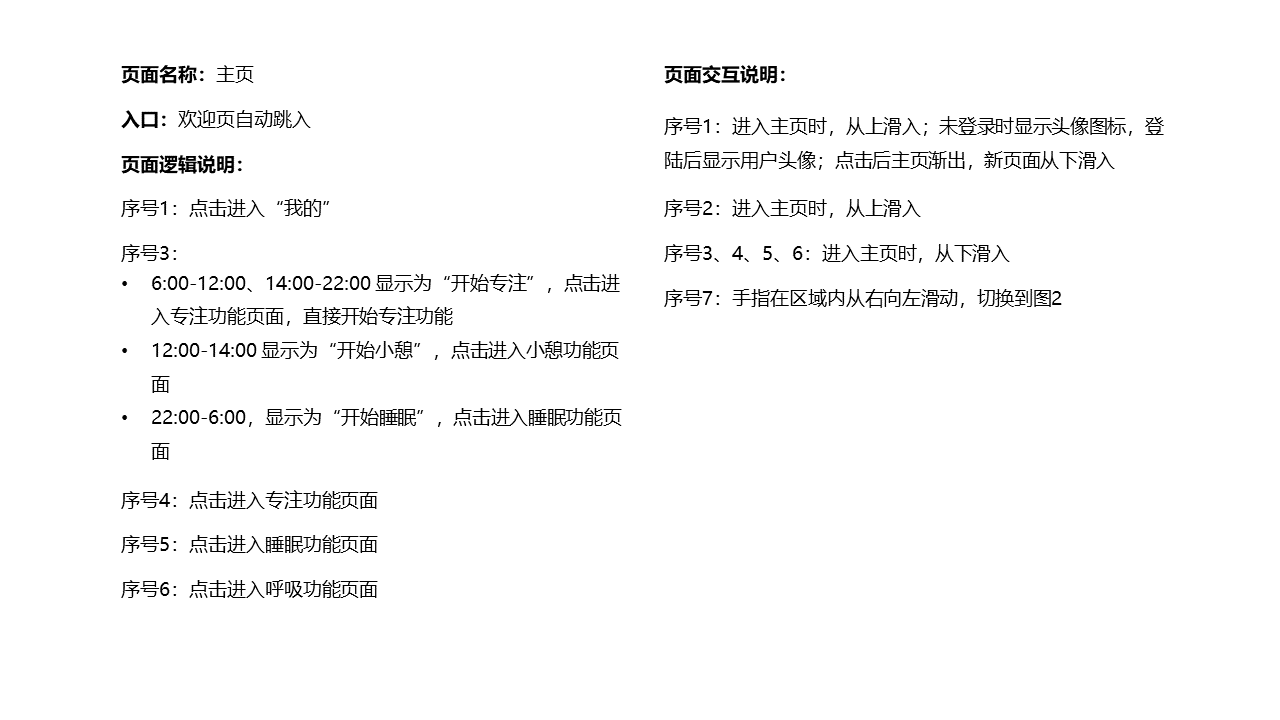 页面名称：主页
入口：欢迎页自动跳入
页面逻辑说明：
序号1：点击进入“我的”
序号3：
• 6:00-12:00、14:00-22:00 显示为“开始专注”，点击进
入专注功能页面，直接开始专注功能
• 12:00-14:00 显示为“开始小憩”，点击进入小憩功能页
面
• 22:00-6:00，显示为“开始睡眠”，点击进入睡眠功能页
面
序号4：点击进入专注功能页面
序号5：点击进入睡眠功能页面
序号6：点击进入呼吸功能页面
页面交互说明：
序号1：进入主页时，从上滑入；未登录时显示头像图标，登
陆后显示用户头像；点击后主页渐出，新页面从下滑入
序号2：进入主页时，从上滑入
序号3、4、5、6：进入主页时，从下滑入
序号7：手指在区域内从右向左滑动，切换到图2